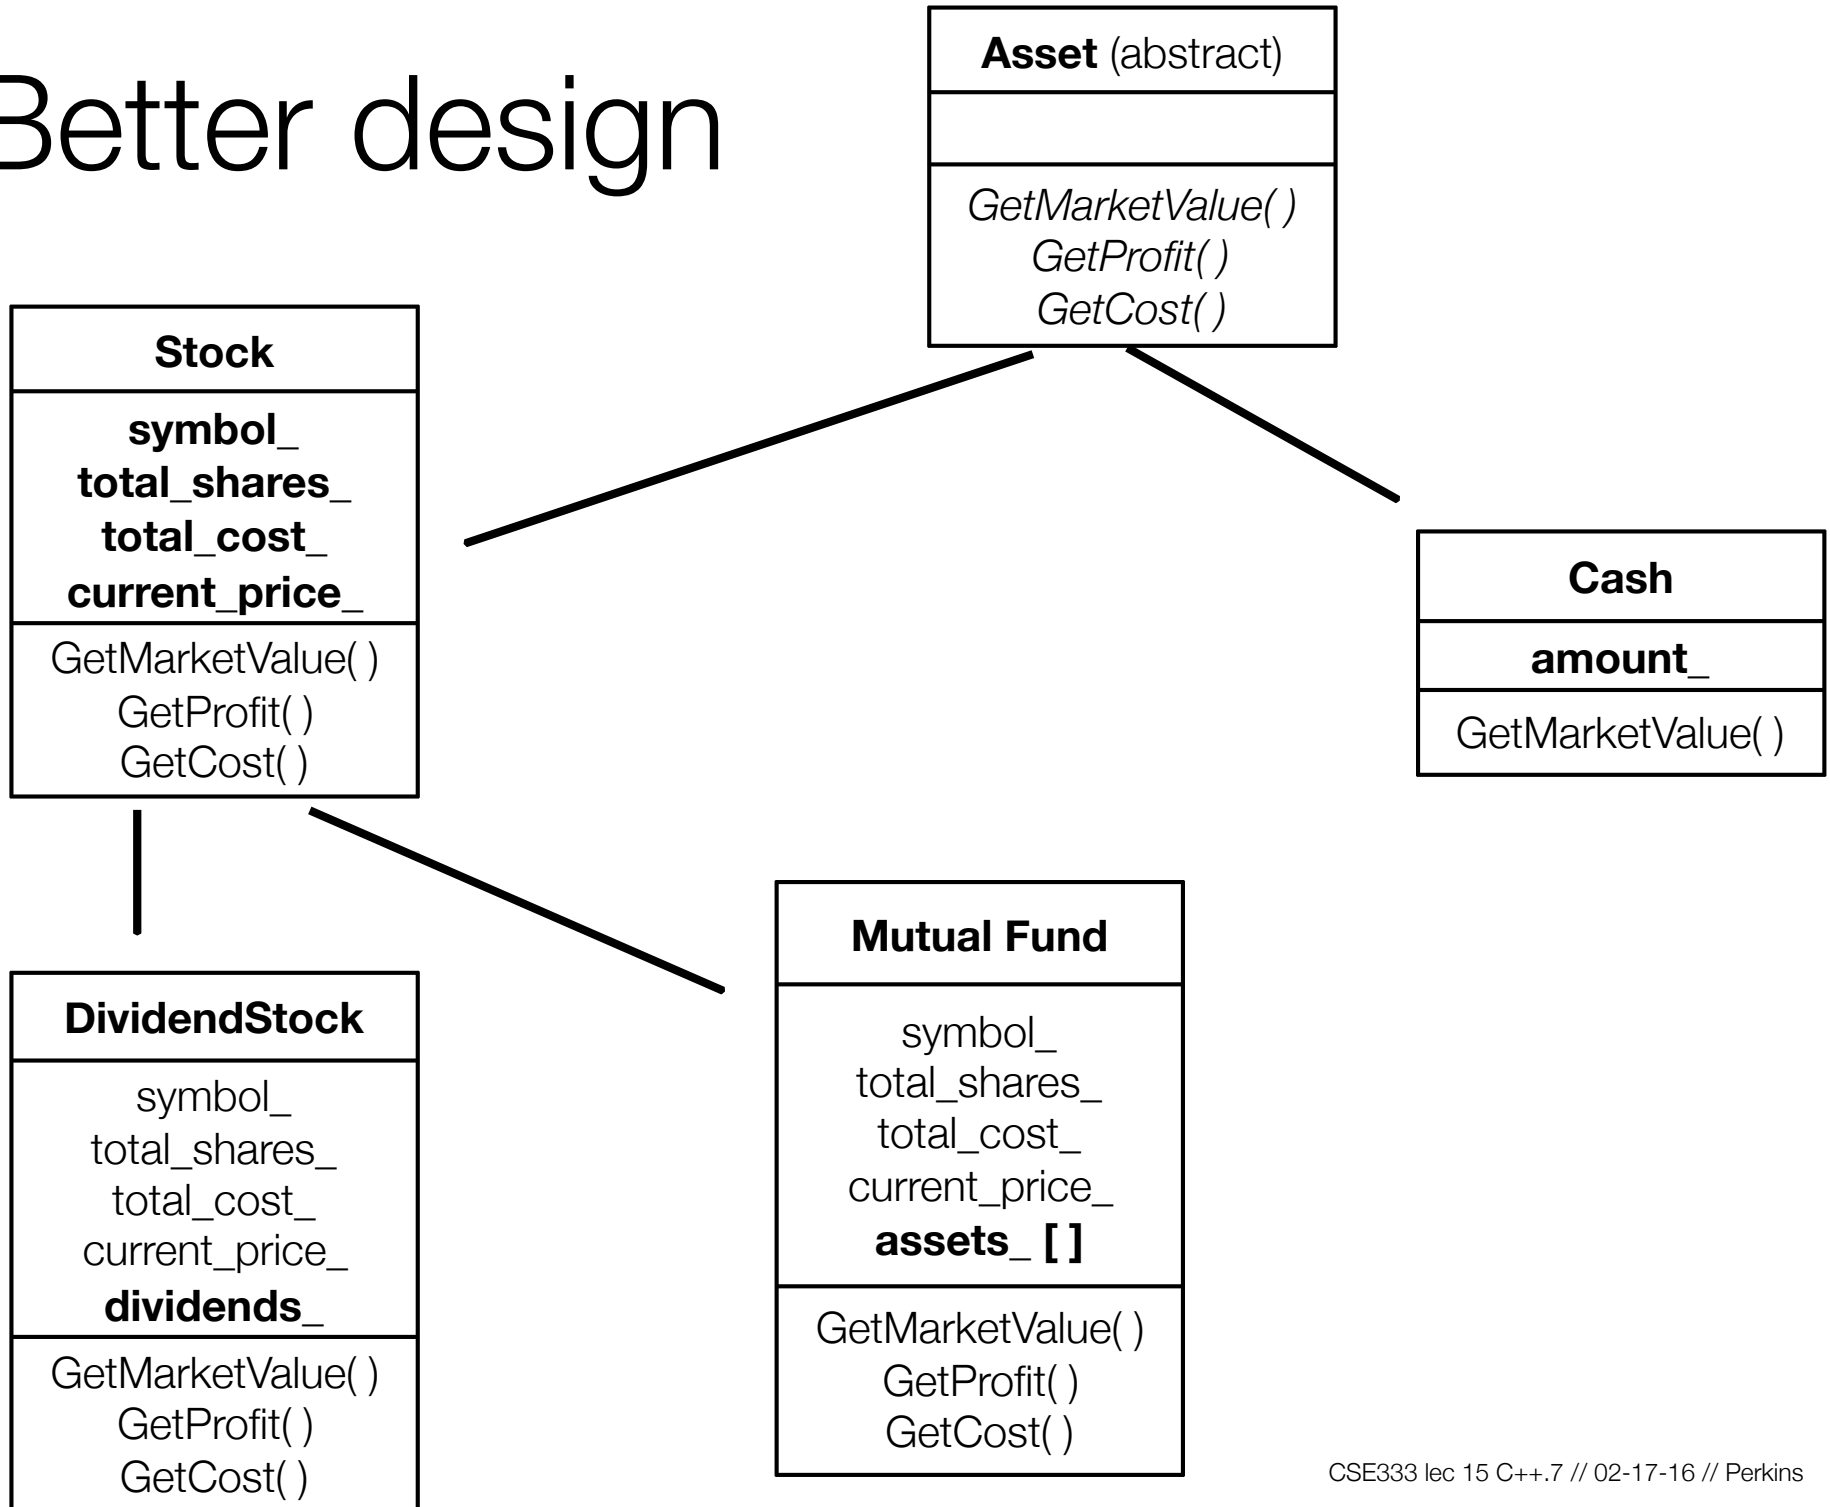 Better design
Asset (abstract)
GetMarketValue( )
GetProfit( )
GetCost( )
Stock
symbol_
total_shares_
total_cost_
current_price_
GetMarketValue( )
GetProfit( )
GetCost( )
Cash
amount_
GetMarketValue( )
DividendStock
symbol_
total_shares_
total_cost_
current_price_
dividends_
GetMarketValue( )
GetProfit( )
GetCost( )
Mutual Fund
symbol_
total_shares_
total_cost_
current_price_
assets_ [ ]
GetMarketValue( )
GetProfit( )
GetCost( )
CSE333 lec 15 C++.7 // 02-17-16 // Perkins